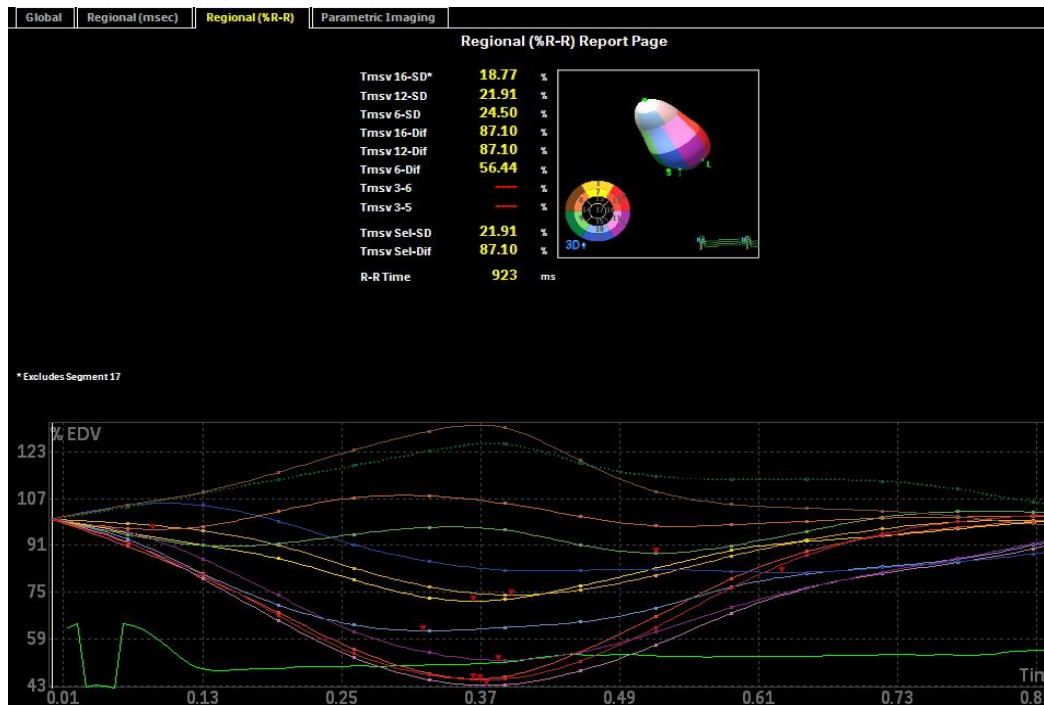 Global Regional (msec) Regional (%R-R) Parametric Imaging
Regional (%R-R) Report Page
Tmsv 16-SD* 18.77 %
Tmsv 12-SD 21.91 %
Tmsv 6-SD 24.50 %
Tmsv 16-Dif 87.10 %
Tmsv 12-Dif 87.10 %
Tmsv 6-Dif 56.44 %
Tmsv 3-6 ---- %
Tmsv 3-5 ---- %
Tmsv Sel-SD 21.91 %
Tmsv Sel-Dif 87.10 %
R-R Time 923 ms
S L
3D
* Excludes Segment 17
% EDV
123
107
91
75
59
43
Tim
0.01 0.13 0.25 0.37 0.49 0.61 0.73 0.8